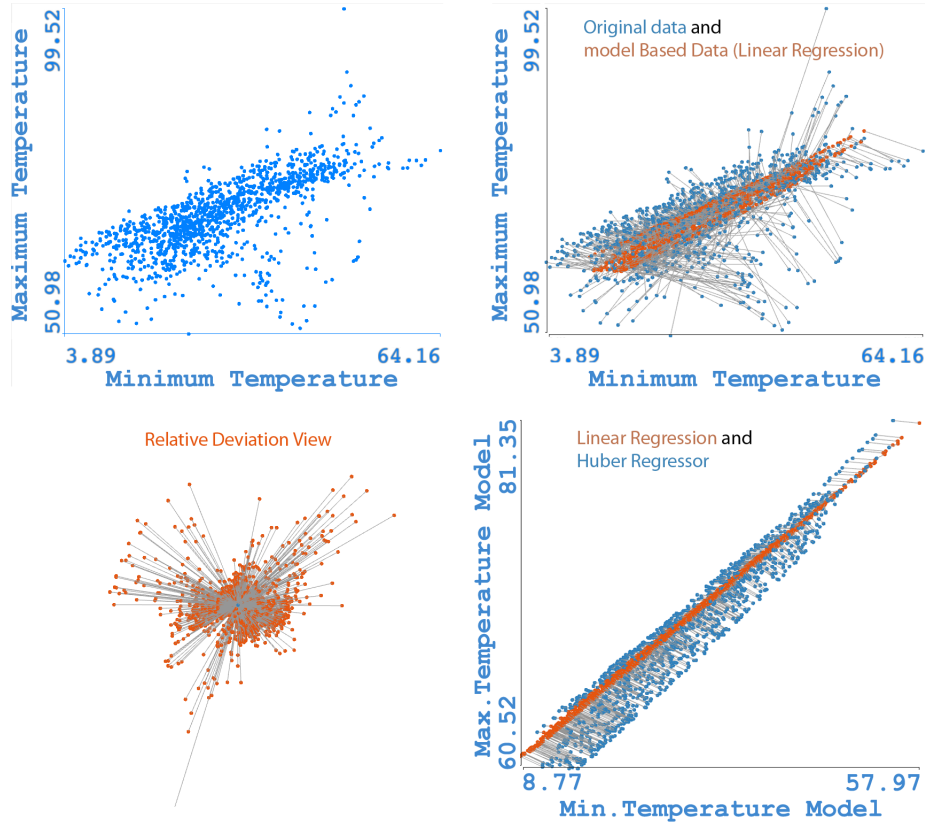 99.52
Maximum Temperature
50.98
3.89
64.16
Minimum Temperature
Original data and
model Based Data (Linear Regression)
99.52
Maximum Temperature
50.98
3.89
64.16
Minimum Temperature
Relative Deviation View
Linear Regression and
Huber Regressor
81.35
Max.Temperature Model
60.52
8.77
57.97
Min.Temperature Model